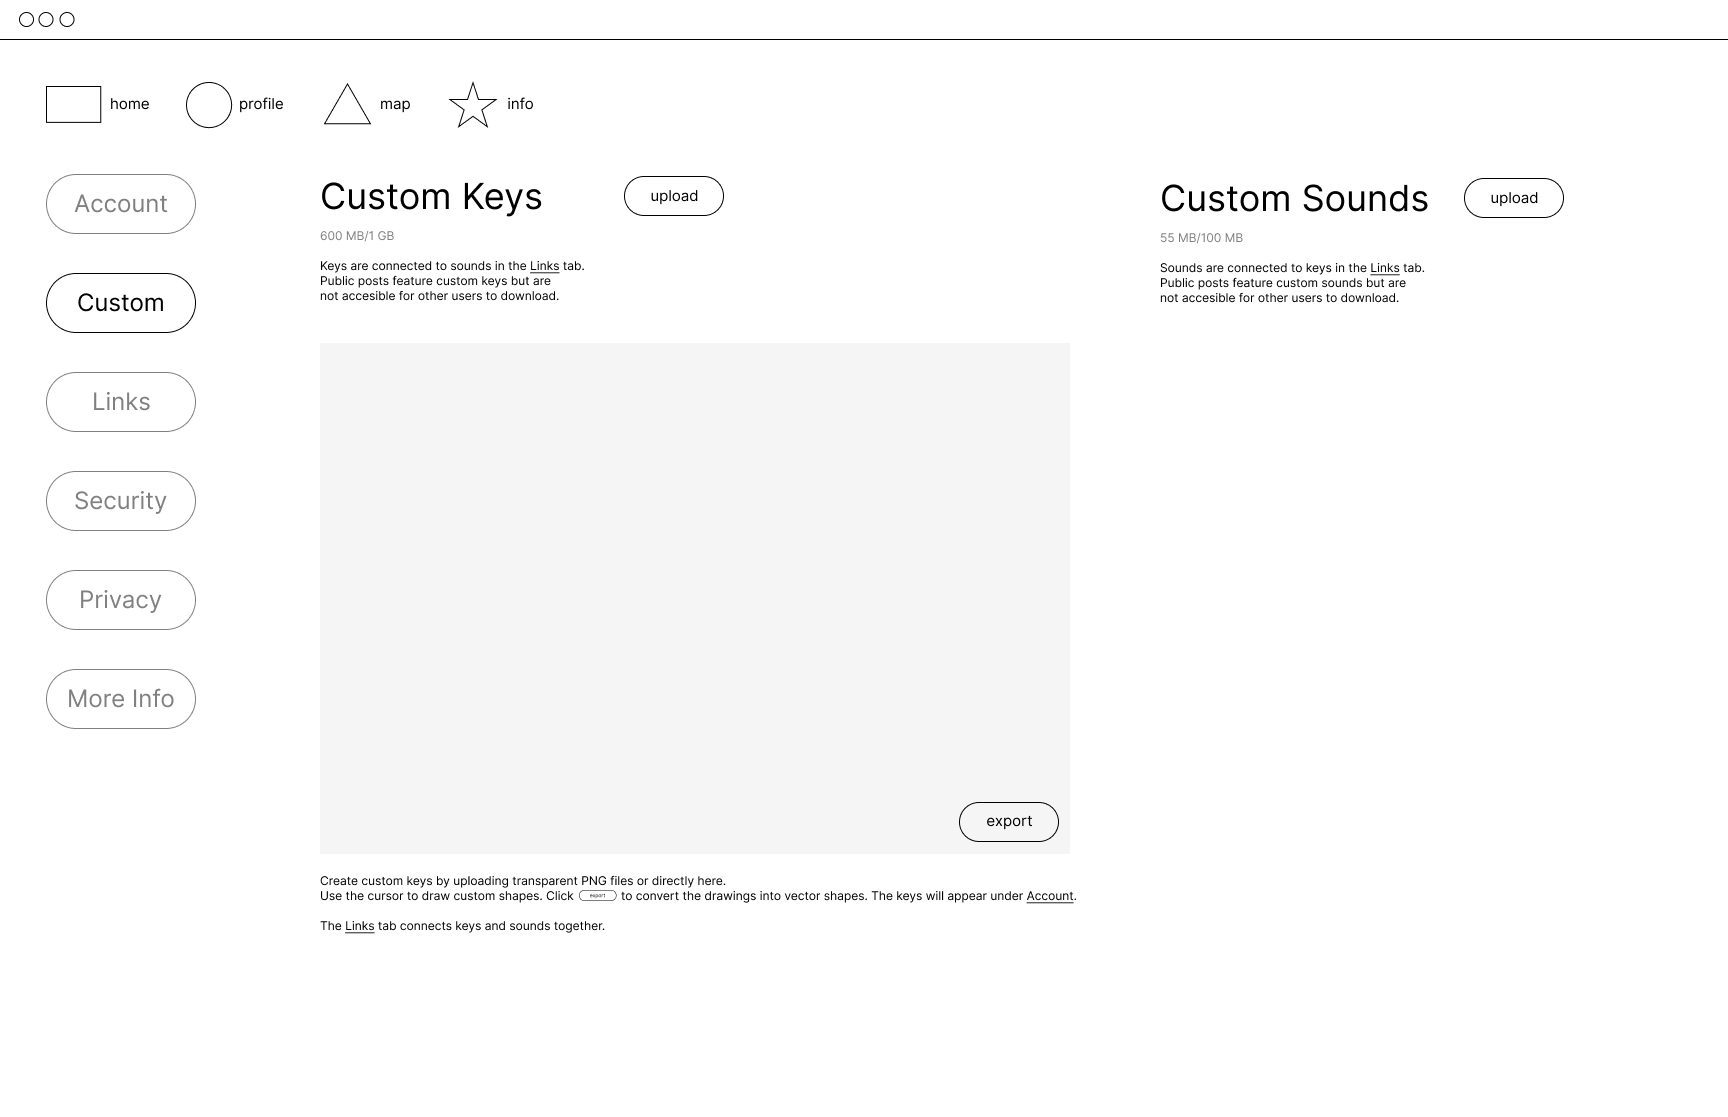 home
profile
map
info
Account
Custom
Links
Security
Privacy
More Info
Custom Keys
upload
600 MB/1 GB
Keys are connected to sounds in the Links tab.
Public posts feature custom keys but are
not accesible for other users to download.
export
Create custom keys by uploading transparent PNG files or directly here.
Use the cursor to draw custom shapes. Click export to convert the drawings into vector shapes. The keys will appear under Account.
The Links tab connects keys and sounds together.
Custom Sounds
upload
55 MB/100 MB
Sounds are connected to keys in the Links tab.
Public posts feature custom sounds but are
not accesible for other users to download.